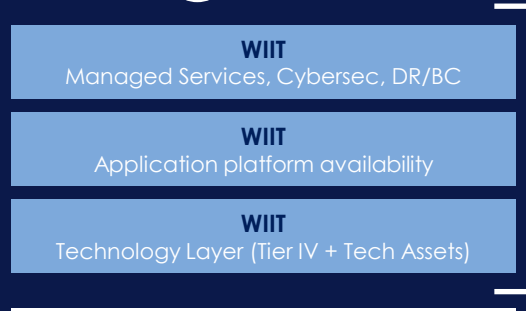 WIIT
Managed Services, Cybersec, DR/BC
WIIT
Application platform availability
WIIT
Technology Layer (Tier IV + Tech Assets)